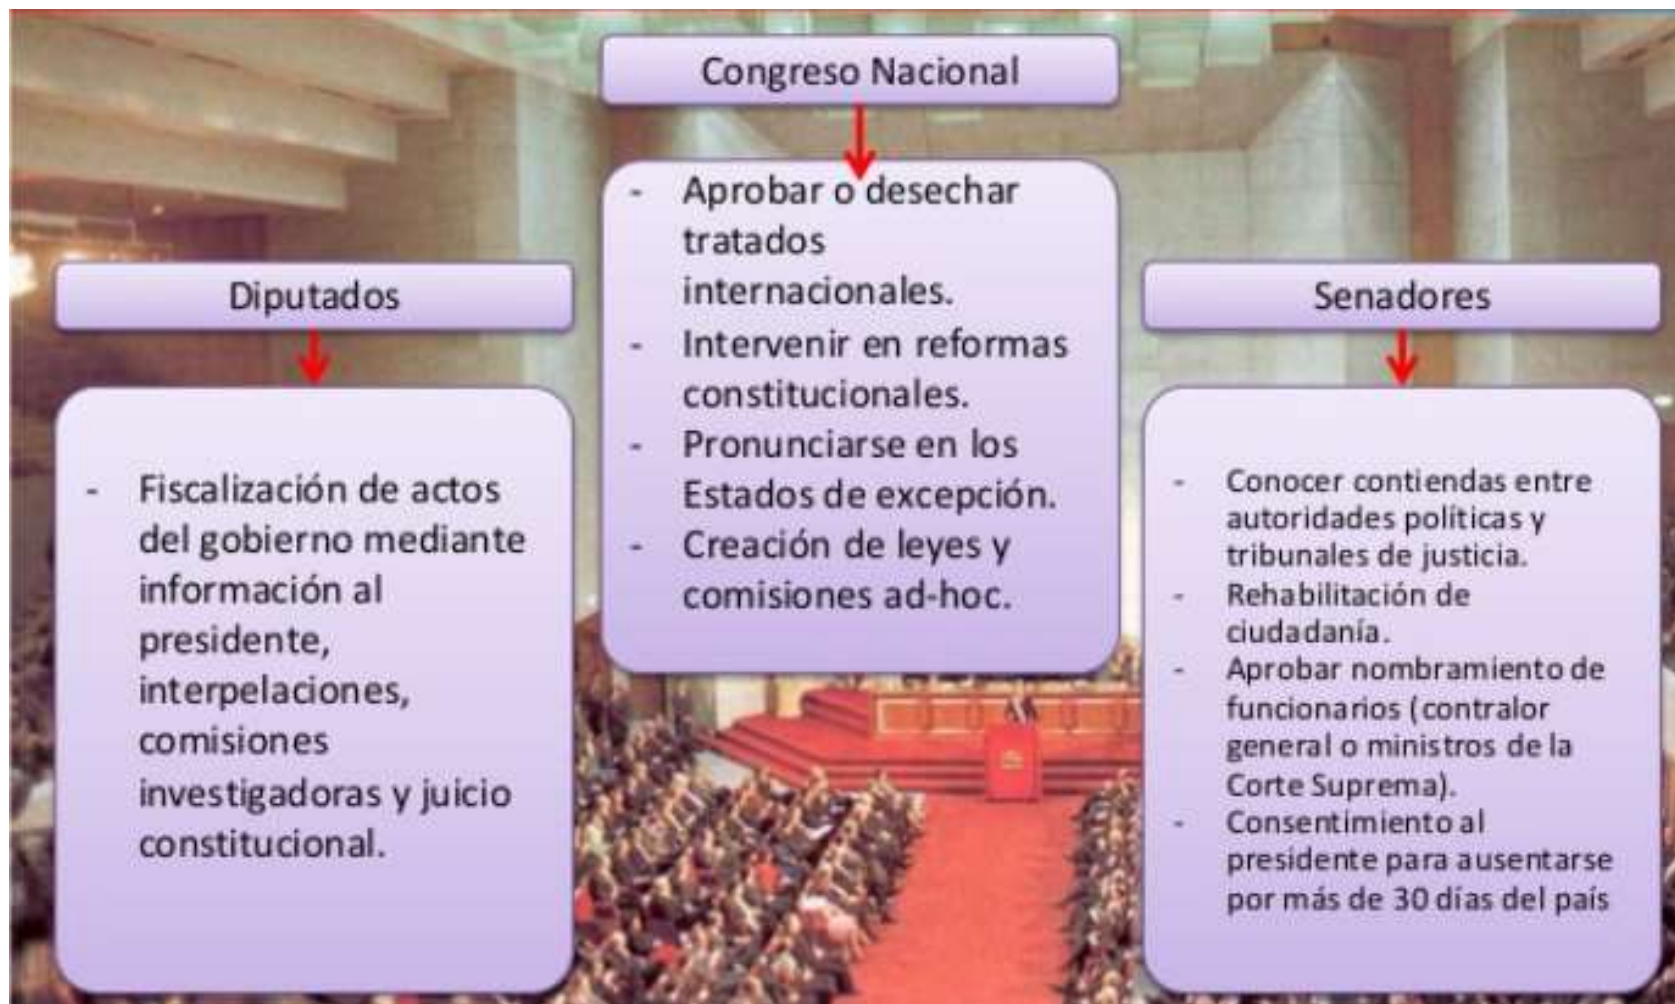 Congreso Nacional
- Aprobar o desechar
tratados
internacionales.
- Intervenir en reformas
constitucionales.
- Pronunciarse en los
Estados de excepción.
- Creación de leyes y
comisiones ad-hoc.
Diputados
- Fiscalización de actos
del gobierno mediante
información al
presidente,
interpelaciones,
comisiones
investigadoras y juicio
constitucional.
Senadores
- Conocer contiendas entre
autoridades políticas y
tribunales de justicia.
- Rehabilitación de
ciudadanía.
- Aprobar nombramiento de
funcionarios (contralor
general o ministros de la
Corte Suprema).
- Consentimiento al
presidente para ausentarse
por más de 30 días del país